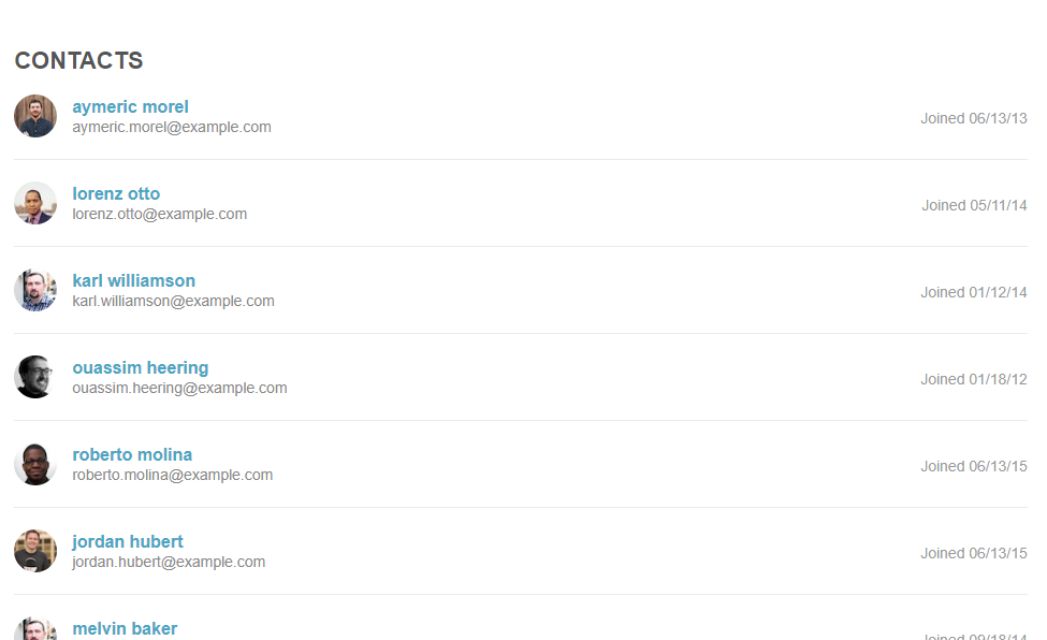 CONTACTS
aymeric morel
aymeric.morel@example.com
Joined 06/13/13
lorenz otto
lorenz.otto@example.com
Joined 05/11/14
karl williamson
karl.williamson@example.com
Joined 01/12/14
ouassim heering
ouassim.heering@example.com
Joined 01/18/12
roberto molina
roberto.molina@example.com
Joined 06/13/15
jordan hubert
jordan.hubert@example.com
Joined 06/13/15
melvin baker
Joined 09/18/14